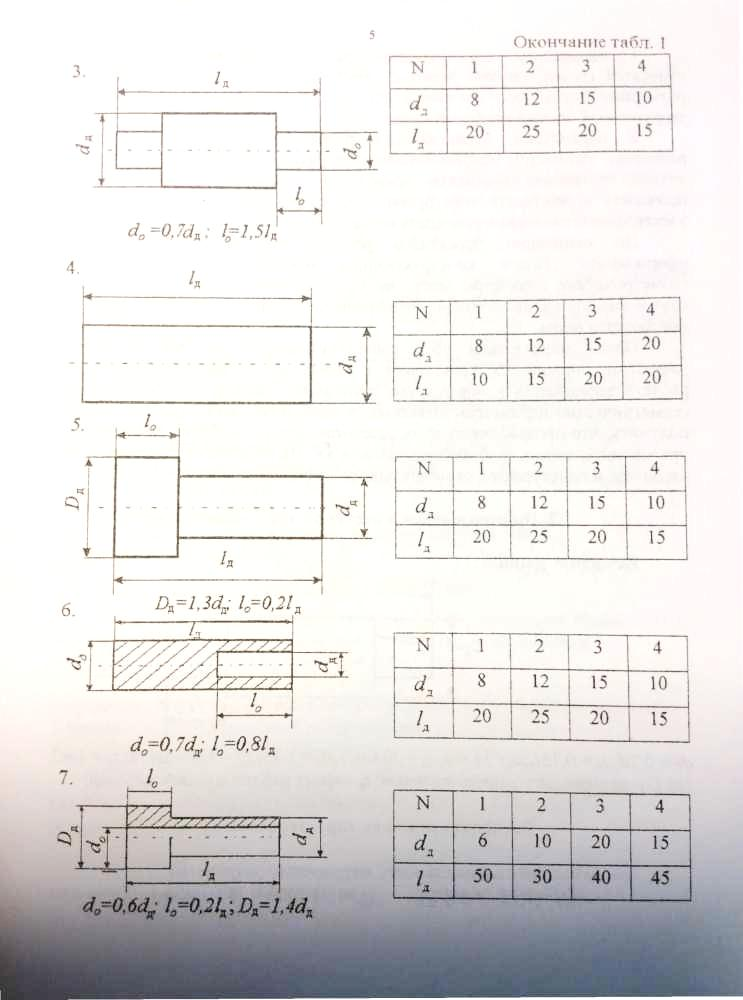 5
Окончание табл. 1
3.
lд
dд
dо
lо
dо =0,7dд ; lо=1,5lд
N 1 2 3 4
dд 8 12 15 10
lд 20 25 20 15
4.
lд
dд
N 1 2 3 4
dд 8 12 15 20
lд 10 15 20 20
5.
lо
Dд
dд
lд
Dд=1,3dд; lо=0,2lд
N 1 2 3 4
dд 8 12 15 10
lд 20 25 20 15
6.
lд
dо
dд
lо
dо=0,7dд; lо=0,8lд
N 1 2 3 4
dд 8 12 15 10
lд 20 25 20 15
7.
lо
Dд
dо
dд
lд
dо=0,6dд; lо=0,2lд; Dд=1,4dд
N 1 2 3 4
dд 6 10 20 15
lд 50 30 40 45